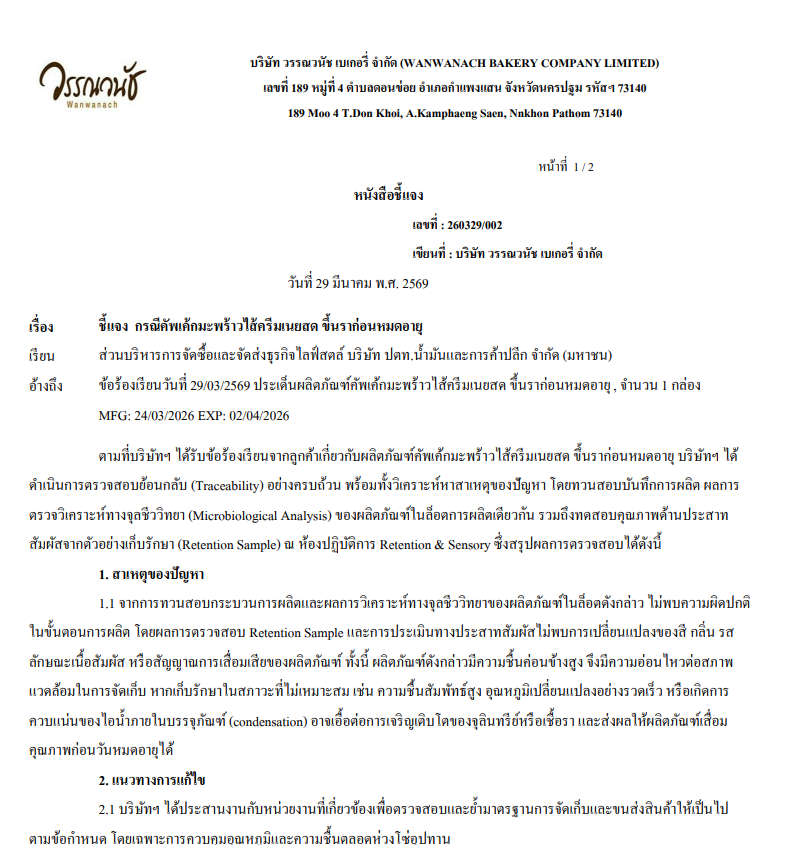 วรรณวนัช
Wanwanach
บริษัท วรรณวนัช เบเกอรี่ จำกัด (WANWANACH BAKERY COMPANY LIMITED)
เลขที่ 189 หมู่ที่ 4 ตำบลดอนข่อย อำเภอกำแพงแสน จังหวัดนครปฐม รหัสฯ 73140
189 Moo 4 T.Don Khoi, A.Kamphaeng Saen, Nnkhon Pathom 73140
หน้าที่ 1 / 2
หนังสือชี้แจง
เลขที่ : 260329/002
เขียนที่ : บริษัท วรรณวนัช เบเกอรี่ จำกัด
วันที่ 29 มีนาคม พ.ศ. 2569
เรื่อง ชี้แจง กรณีคัพเค้กมะพร้าวไส้ครีมเนยสด ขึ้นราก่อนหมดอายุ
เรียน ส่วนบริหารการจัดซื้อและจัดส่งธุรกิจไลฟ์สตล์ บริษัท ปตท.น้ำมันและการค้าปลีก จำกัด (มหาชน)
อ้างถึง ข้อร้องเรียนวันที่ 29/03/2569 ประเด็นผลิตภัณฑ์คัพเค้กมะพร้าวไส้ครีมเนยสด ขึ้นราก่อนหมดอายุ , จำนวน 1 กล่อง
MFG: 24/03/2026 EXP: 02/04/2026
ตามที่บริษัทฯ ได้รับข้อร้องเรียนจากลูกค้าเกี่ยวกับผลิตภัณฑ์คัพเค้กมะพร้าวไส้ครีมเนยสด ขึ้นราก่อนหมดอายุ บริษัทฯ ได้
ดำเนินการตรวจสอบย้อนกลับ (Traceability) อย่างครบถ้วน พร้อมทั้งวิเคราะห์หาสาเหตุของปัญหา โดยทวนสอบบันทึกการผลิต ผลการ
ตรวจวิเคราะห์ทางจุลชีววิทยา (Microbiological Analysis) ของผลิตภัณฑ์ในล็อตการผลิตเดียวกัน รวมถึงทดสอบคุณภาพด้านประสาท
สัมผัสจากตัวอย่างเก็บรักษา (Retention Sample) ณ ห้องปฏิบัติการ Retention & Sensory ซึ่งสรุปผลการตรวจสอบได้ดังนี้
1. สาเหตุของปัญหา
1.1 จากการทวนสอบกระบวนการผลิตและผลการวิเคราะห์ทางจุลชีววิทยาของผลิตภัณฑ์ในล็อตดังกล่าว ไม่พบความผิดปกติ
ในขั้นตอนการผลิต โดยผลการตรวจสอบ Retention Sample และการประเมินทางประสาทสัมผัสไม่พบการเปลี่ยนแปลงของสี กลิ่น รส
ลักษณะเนื้อสัมผัส หรือสัญญาณการเสื่อมเสียของผลิตภัณฑ์ ทั้งนี้ ผลิตภัณฑ์ดังกล่าวมีความชื้นค่อนข้างสูง จึงมีความอ่อนไหวต่อสภาพ
แวดล้อมในการจัดเก็บ หากเก็บรักษาในสภาวะที่ไม่เหมาะสม เช่น ความชื้นสัมพัทธ์สูง อุณหภูมิเปลี่ยนแปลงอย่างรวดเร็ว หรือเกิดการ
ควบแน่นของไอน้ำภายในบรรจุภัณฑ์ (condensation) อาจเอื้อต่อการเจริญเติบโตของจุลินทรีย์หรือเชื้อรา และส่งผลให้ผลิตภัณฑ์เสื่อม
คุณภาพก่อนวันหมดอายุได้
2. แนวทางการแก้ไข
2.1 บริษัทฯ ได้ประสานงานกับหน่วยงานที่เกี่ยวข้องเพื่อตรวจสอบและย้ำมาตรฐานการจัดเก็บและขนส่งสินค้าให้เป็นไป
ตามข้อกำหนด โดยเฉพาะการควบคุมอุณหภูมิและความชื้นตลอดห่วงโซ่อุปทาน